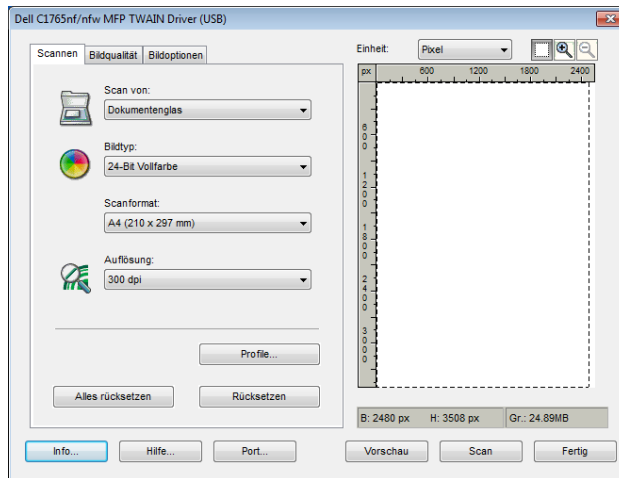 Dell C1765nf/nfw MFP TWAIN Driver (USB)
Scannen Bildqualität Bildoptionen
Scan von:
Dokumentenglas
Bildtyp:
24-Bit Vollfarbe
Scanformat:
A4 (210 x 297 mm)
Auflösung:
300 dpi
Profile...
Alles rücksetzen Rücksetzen
Info... Hilfe... Port...
Einheit: Pixel
px 600 1200 1800 2400
600
1200
1800
2400
3000
B: 2480 px H: 3508 px Gr.: 24.89MB
Vorschau Scan Fertig